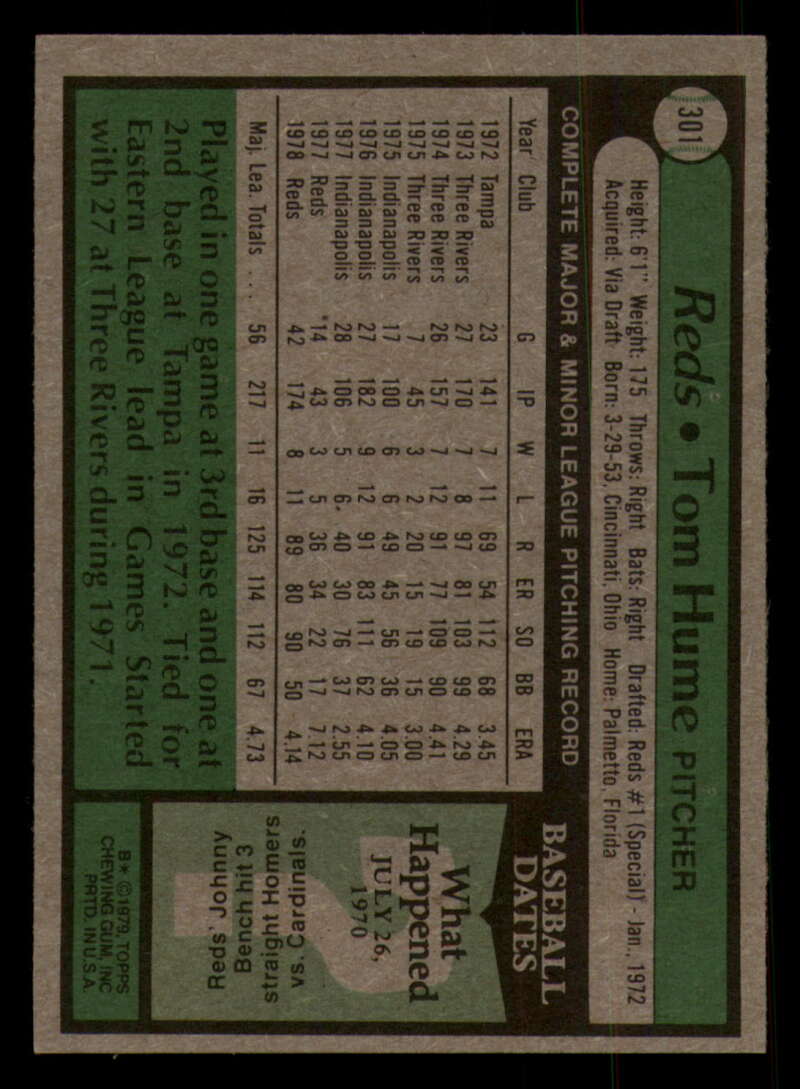 301
Reds • Tom Hume PITCHER
Height: 6'1" Weight: 175 Throws: Right Bats: Right Drafted: Reds #1 (Special) - Jan., 1972
Acquired: Via Draft Born: 3-29-53, Cincinnati, Ohio Home: Palmetto, Florida
COMPLETE MAJOR & MINOR LEAGUE PITCHING RECORD
Year Club G IP W L R ER SO BB ERA
1972 Tampa 23 141 7 11 69 54 112 68 3.45
1973 Three Rivers 27 170 7 8 97 81 103 99 4.29
1974 Three Rivers 26 157 7 12 91 77 109 90 4.41
1975 Three Rivers 7 45 3 2 20 15 19 15 3.00
1975 Indianapolis 17 100 6 6 49 45 56 36 4.05
1976 Indianapolis 27 182 9 12 91 83 111 62 4.10
1977 Indianapolis 28 106 5 6 40 30 76 37 2.55
1977 Reds *14 43 3 5 36 34 22 17 7.12
1978 Reds 42 174 8 11 89 80 90 50 4.14
Maj. Lea. Totals . . . 56 217 11 16 125 114 112 67 4.73
Played in one game at 3rd base and one at
2nd base at Tampa in 1972. Tied for
Eastern League lead in Games Started
with 27 at Three Rivers during 1971.
BASEBALL
DATES
What
Happened
JULY 26,
1970
Reds' Johnny
Bench hit 3
straight Homers
vs. Cardinals.
B* ©1979, TOPPS
CHEWING GUM, INC
PRTD. IN U.S.A.